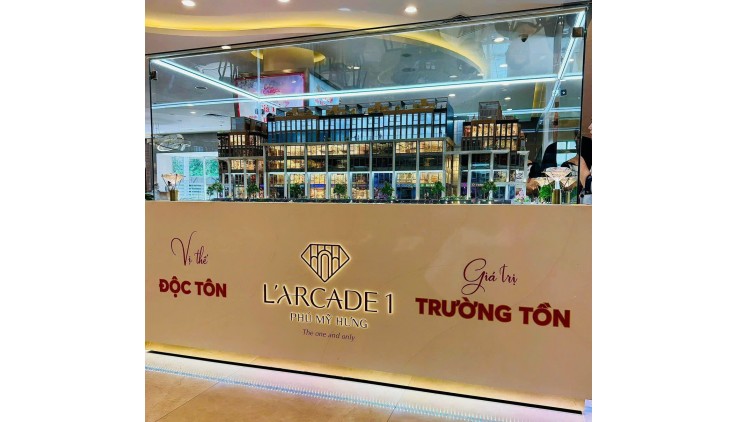 Vị thế
ĐỘC TÔN
L'ARCADE 1
PHÚ MỸ HƯNG
The one and only
Giá trị
TRƯỜNG TỒN